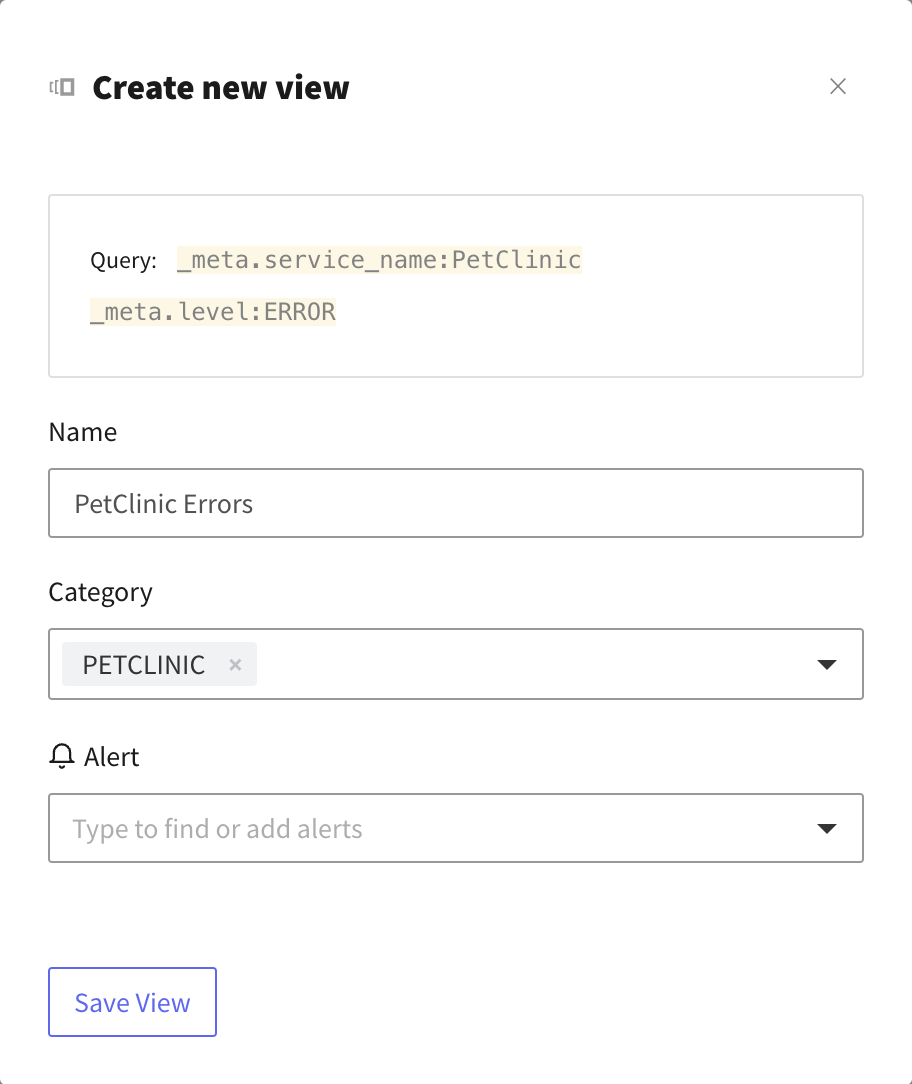 Create new view
Query: _meta.service_name:PetClinic
_meta.level:ERROR
Name
PetClinic Errors
Category
PETCLINIC ×
Alert
Type to find or add alerts
Save View